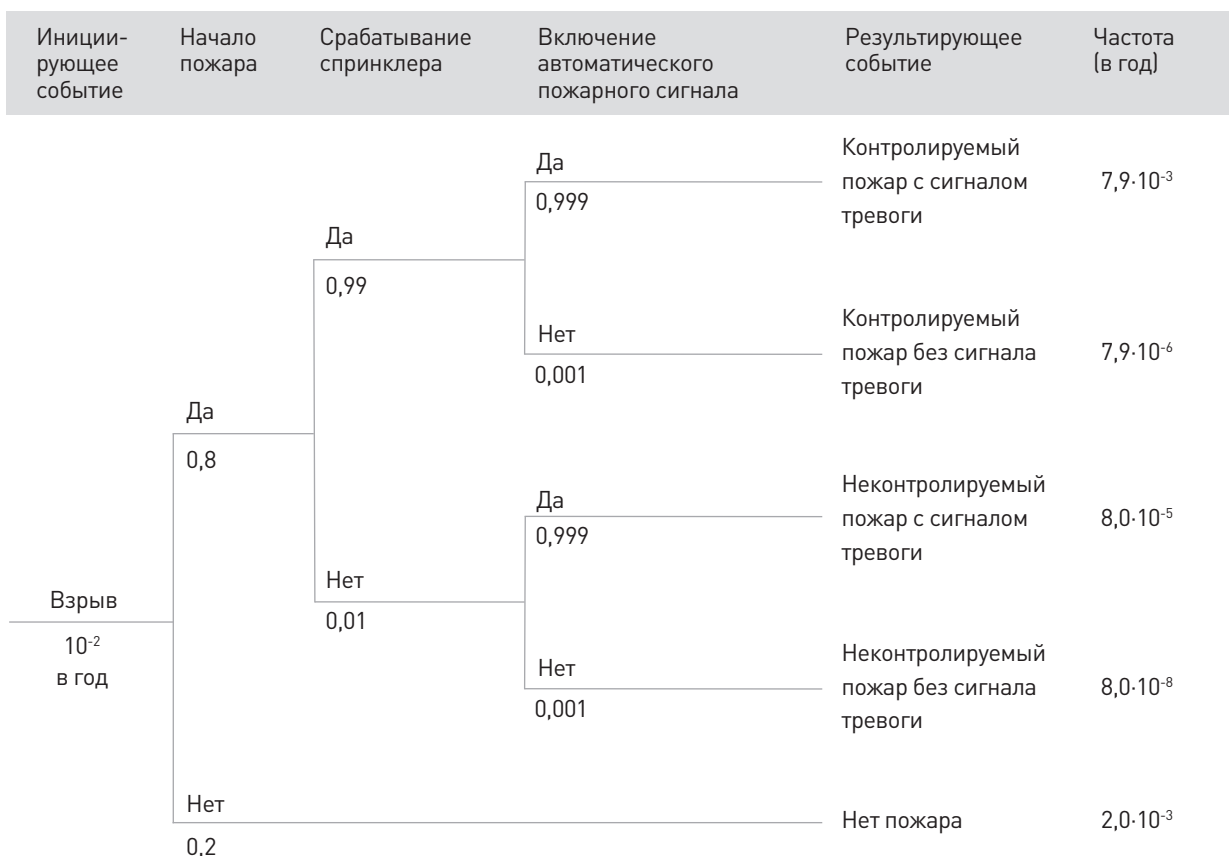 Иниции-
рующее
событие
Начало
пожара
Срабатывание
спринклера
Включение
автоматического
пожарного сигнала
Результирующее
событие
Частота
(в год)
Да
0,999
Контролируемый
пожар с сигналом
тревоги
7,9·10⁻³
Да
0,99
Нет
0,001
Контролируемый
пожар без сигнала
тревоги
7,9·10⁻⁶
Да
0,8
Да
0,999
Неконтролируемый
пожар с сигналом
тревоги
8,0·10⁻⁵
Нет
0,01
Взрыв
10⁻²
в год
Нет
0,001
Неконтролируемый
пожар без сигнала
тревоги
8,0·10⁻⁸
Нет
0,2
Нет пожара
2,0·10⁻³